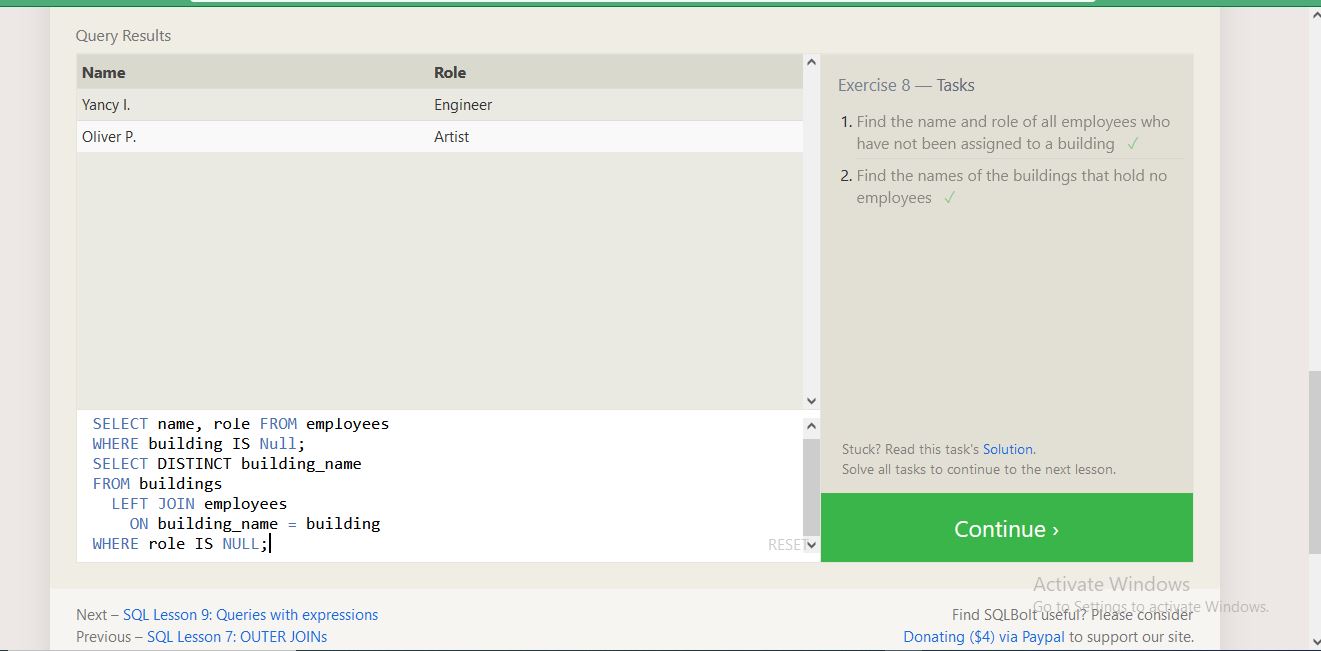 Query Results
Name Role
Yancy I. Engineer
Oliver P. Artist
SELECT name, role FROM employees
WHERE building IS Null;
SELECT DISTINCT building_name
FROM buildings
LEFT JOIN employees
ON building_name = building
WHERE role IS NULL;
RESET
Exercise 8 — Tasks
1. Find the name and role of all employees who
have not been assigned to a building ✓
2. Find the names of the buildings that hold no
employees ✓
Stuck? Read this task's Solution.
Solve all tasks to continue to the next lesson.
Continue ›
Activate Windows
Go to Settings to activate Windows.
Next – SQL Lesson 9: Queries with expressions
Previous – SQL Lesson 7: OUTER JOINs
Find SQLBolt useful? Please consider
Donating ($4) via Paypal to support our site.